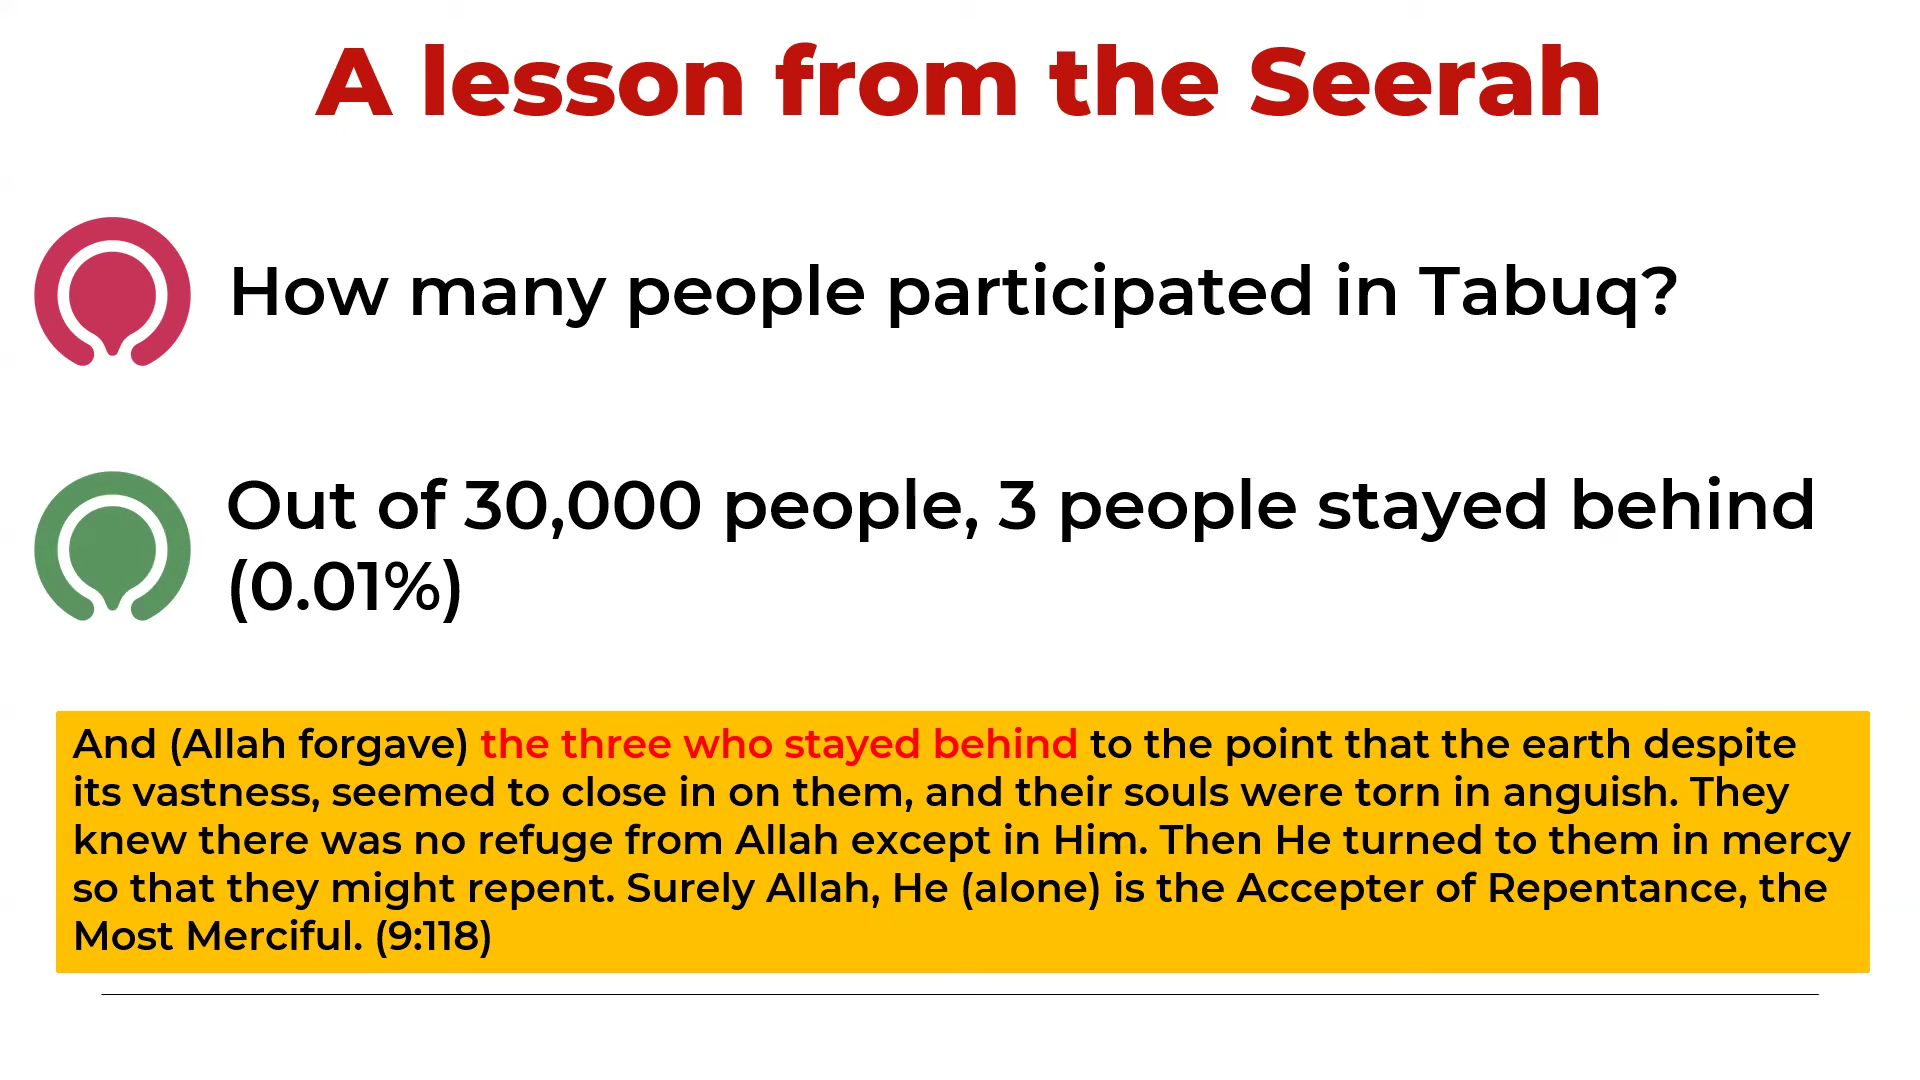 A lesson from the Seerah
How many people participated in Tabuq?
Out of 30,000 people, 3 people stayed behind
(0.01%)
And (Allah forgave) the three who stayed behind to the point that the earth despite
its vastness, seemed to close in on them, and their souls were torn in anguish. They
knew there was no refuge from Allah except in Him. Then He turned to them in mercy
so that they might repent. Surely Allah, He (alone) is the Accepter of Repentance, the
Most Merciful. (9:118)